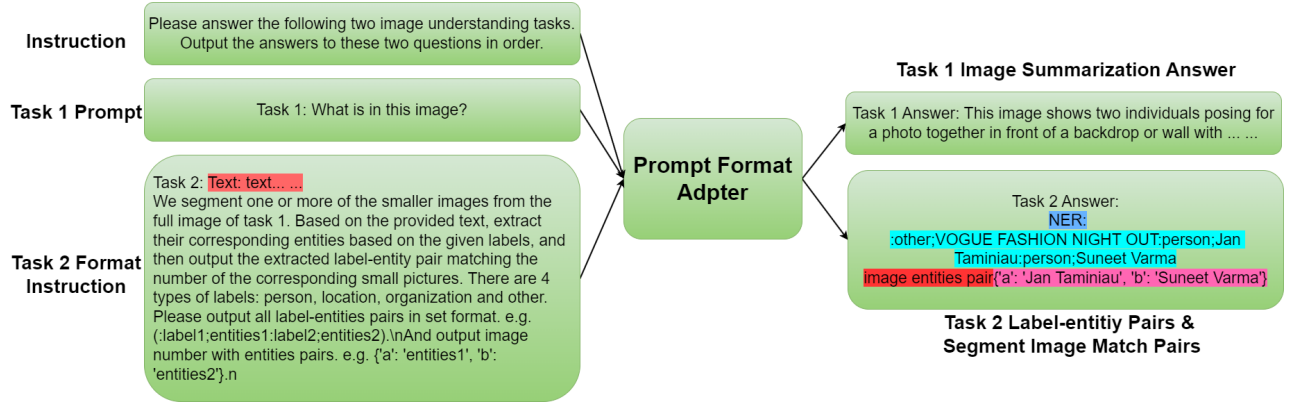 Instruction
Please answer the following two image understanding tasks.
Output the answers to these two questions in order.
Task 1 Prompt
Task 1: What is in this image?
Task 2 Format
Instruction
Task 2: Text: text... ...
We segment one or more of the smaller images from the
full image of task 1. Based on the provided text, extract
their corresponding entities based on the given labels, and
then output the extracted label-entity pair matching the
number of the corresponding small pictures. There are 4
types of labels: person, location, organization and other.
Please output all label-entities pairs in set format. e.g.
(:label1;entities1:label2;entities2).\nAnd output image
number with entities pairs. e.g. {'a': 'entities1', 'b':
'entities2'}.n
Prompt Format
Adpter
Task 1 Image Summarization Answer
Task 1 Answer: This image shows two individuals posing for
a photo together in front of a backdrop or wall with ... ...
Task 2 Answer:
NER:
:other;VOGUE FASHION NIGHT OUT:person;Jan
Taminiau:person;Suneet Varma
image entities pair{'a': 'Jan Taminiau', 'b': 'Suneet Varma'}
Task 2 Label-entitiy Pairs &
Segment Image Match Pairs